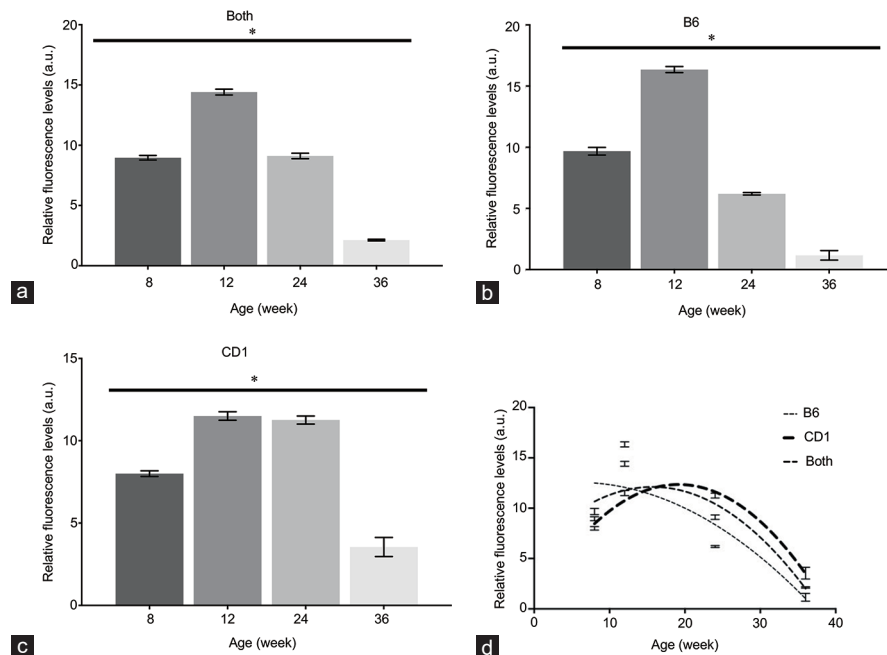 Both
20
*
15
10
5
0
Relative fluorescence levels (a.u.)
8 12 24 36
Age (week)
a
B6
20
*
15
10
5
0
Relative fluorescence levels (a.u.)
8 12 24 36
Age (week)
b
CD1
15
*
10
5
0
Relative fluorescence levels (a.u.)
8 12 24 36
Age (week)
c
20
15
10
5
0
Relative fluorescence levels (a.u.)
B6
CD1
Both
0 10 20 30 40
Age (week)
d